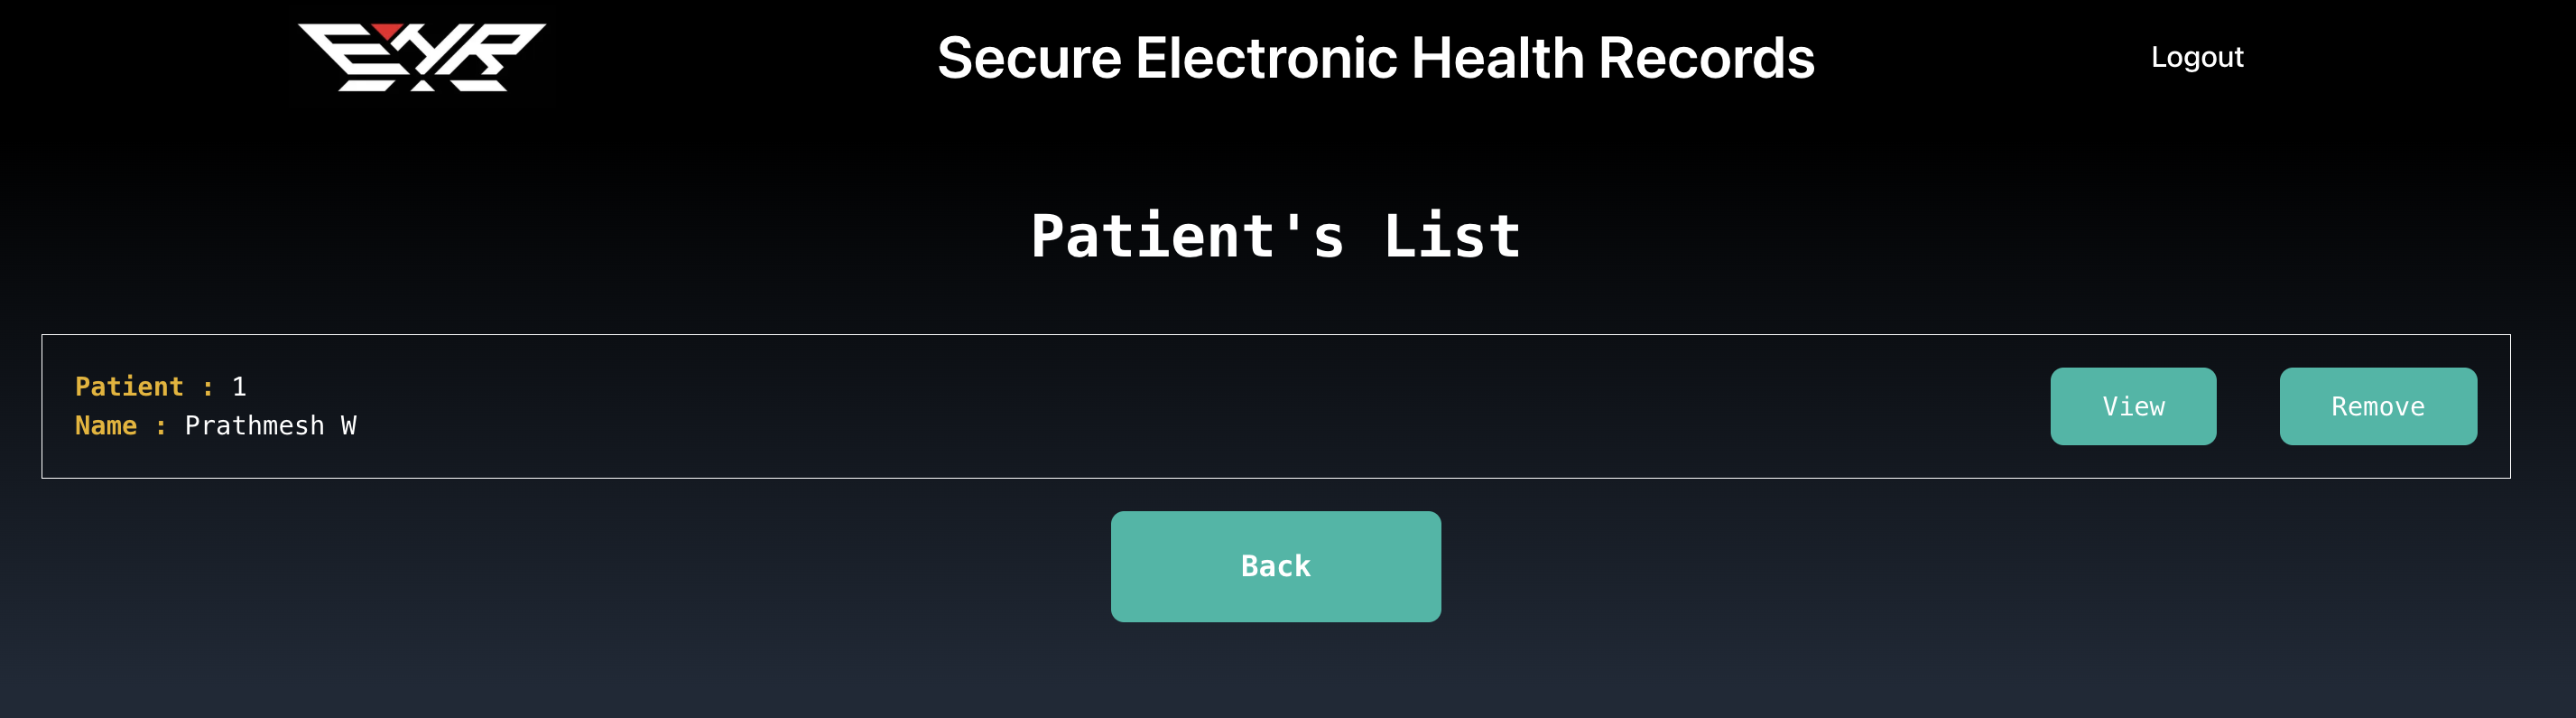 EHR
Secure Electronic Health Records
Logout
Patient's List
Patient : 1
Name : Prathmesh W
View
Remove
Back